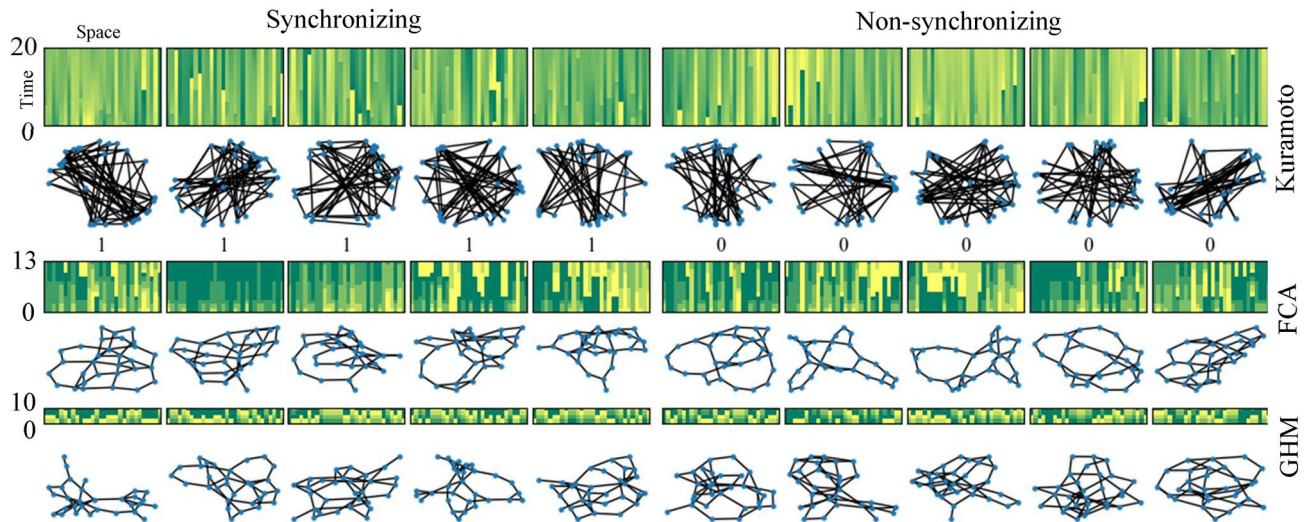 Synchronizing Non-synchronizing
Space
20
Time
0
Kuramoto
1 1 1 1 1 0 0 0 0 0
13
0
FCA
10
0
GHM